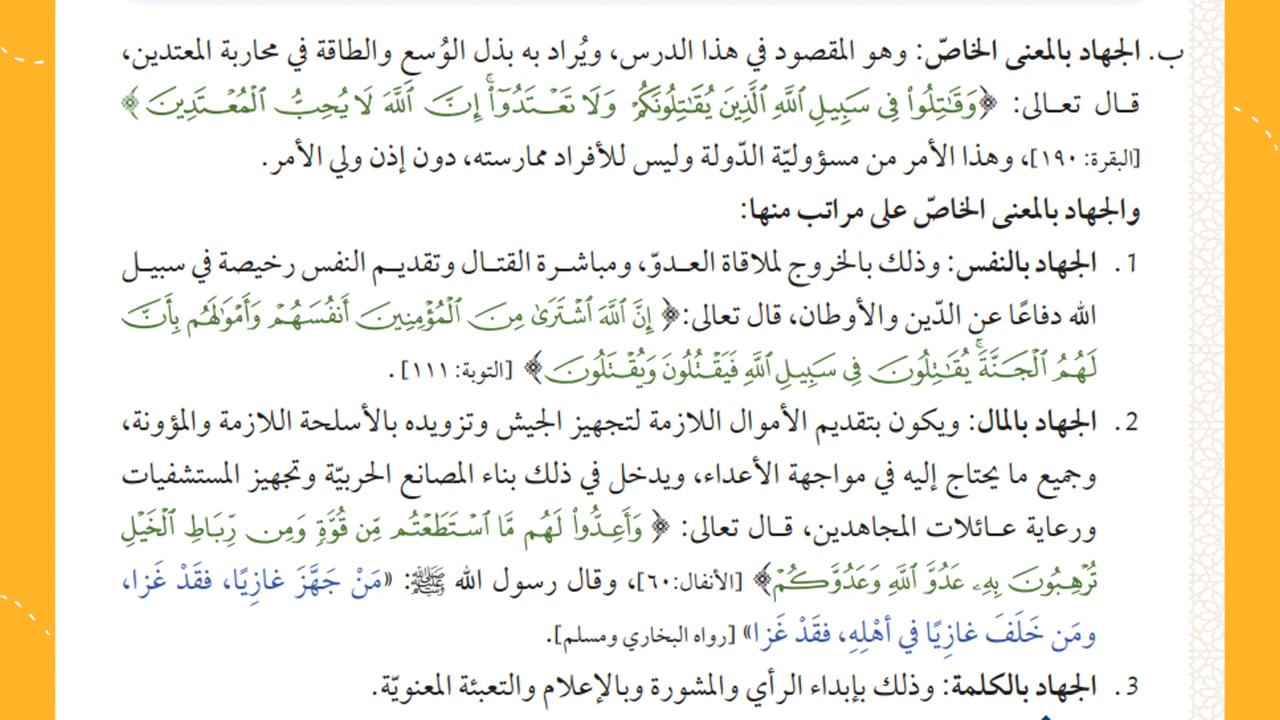 ب. الجهاد بالمعنى الخاصّ: وهو المقصود في هذا الدرس، ويُراد به بذل الوُسع والطاقة في محاربة المعتدين،
قال تعالى: ﴿وَقَٰتِلُوا۟ فِى سَبِيلِ ٱللَّهِ ٱلَّذِينَ يُقَٰتِلُونَكُمْ وَلَا تَعْتَدُوٓا۟ۚ إِنَّ ٱللَّهَ لَا يُحِبُّ ٱلْمُعْتَدِينَ﴾
[البقرة: ١٩٠]، وهذا الأمر من مسؤوليّة الدّولة وليس للأفراد ممارسته، دون إذن ولي الأمر.
والجهاد بالمعنى الخاصّ على مراتب منها:
1. الجهاد بالنفس: وذلك بالخروج لملاقاة العدوّ، ومباشرة القتال وتقديم النفس رخيصة في سبيل
الله دفاعًا عن الدّين والأوطان، قال تعالى:﴿إِنَّ ٱللَّهَ ٱشْتَرَىٰ مِنَ ٱلْمُؤْمِنِينَ أَنفُسَهُمْ وَأَمْوَٰلَهُم بِأَنَّ
لَهُمُ ٱلْجَنَّةَۚ يُقَٰتِلُونَ فِى سَبِيلِ ٱللَّهِ فَيَقْتُلُونَ وَيُقْتَلُونَ﴾ [التوبة: ١١١].
2. الجهاد بالمال: ويكون بتقديم الأموال اللازمة لتجهيز الجيش وتزويده بالأسلحة اللازمة والمؤونة،
وجميع ما يحتاج إليه في مواجهة الأعداء، ويدخل في ذلك بناء المصانع الحربيّة وتجهيز المستشفيات
ورعاية عائلات المجاهدين، قال تعالى: ﴿وَأَعِدُّوا۟ لَهُم مَّا ٱسْتَطَعْتُم مِّن قُوَّةٍ وَمِن رِّبَاطِ ٱلْخَيْلِ
تُرْهِبُونَ بِهِۦ عَدُوَّ ٱللَّهِ وَعَدُوَّكُمْ﴾ [الأنفال:٦٠]، وقال رسول الله ﷺ: «مَنْ جَهَّزَ غازِيًا، فقَدْ غَزا،
ومَن خَلَفَ غازِيًا في أهْلِهِ، فقَدْ غَزا» [رواه البخاري ومسلم].
3. الجهاد بالكلمة: وذلك بإبداء الرأي والمشورة وبالإعلام والتعبئة المعنويّة.